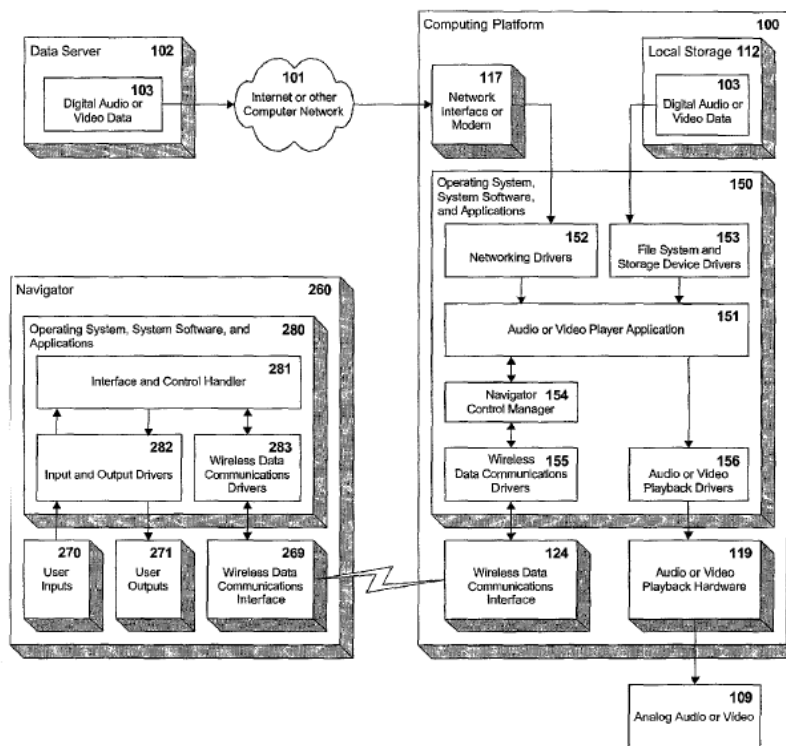 Computing Platform 100
Data Server 102
103
Digital Audio or
Video Data
101
Internet or other
Computer Network
117
Network
Interface or
Modem
Local Storage 112
103
Digital Audio or
Video Data
Operating System,
System Software,
and Applications
150
152
Networking Drivers
153
File System and
Storage Device Drivers
151
Audio or Video Player Application
Navigator
Control Manager
154
Wireless
Data Communications
Drivers
155
156
Audio or Video
Playback Drivers
124
Wireless Data
Communications
Interface
119
Audio or Video
Playback Hardware
109
Analog Audio or Video
Navigator 260
Operating System, System Software, and
Applications
280
281
Interface and Control Handler
282
Input and Output Drivers
283
Wireless Data
Communications
Drivers
270
User
Inputs
271
User
Outputs
269
Wireless Data
Communications
Interface